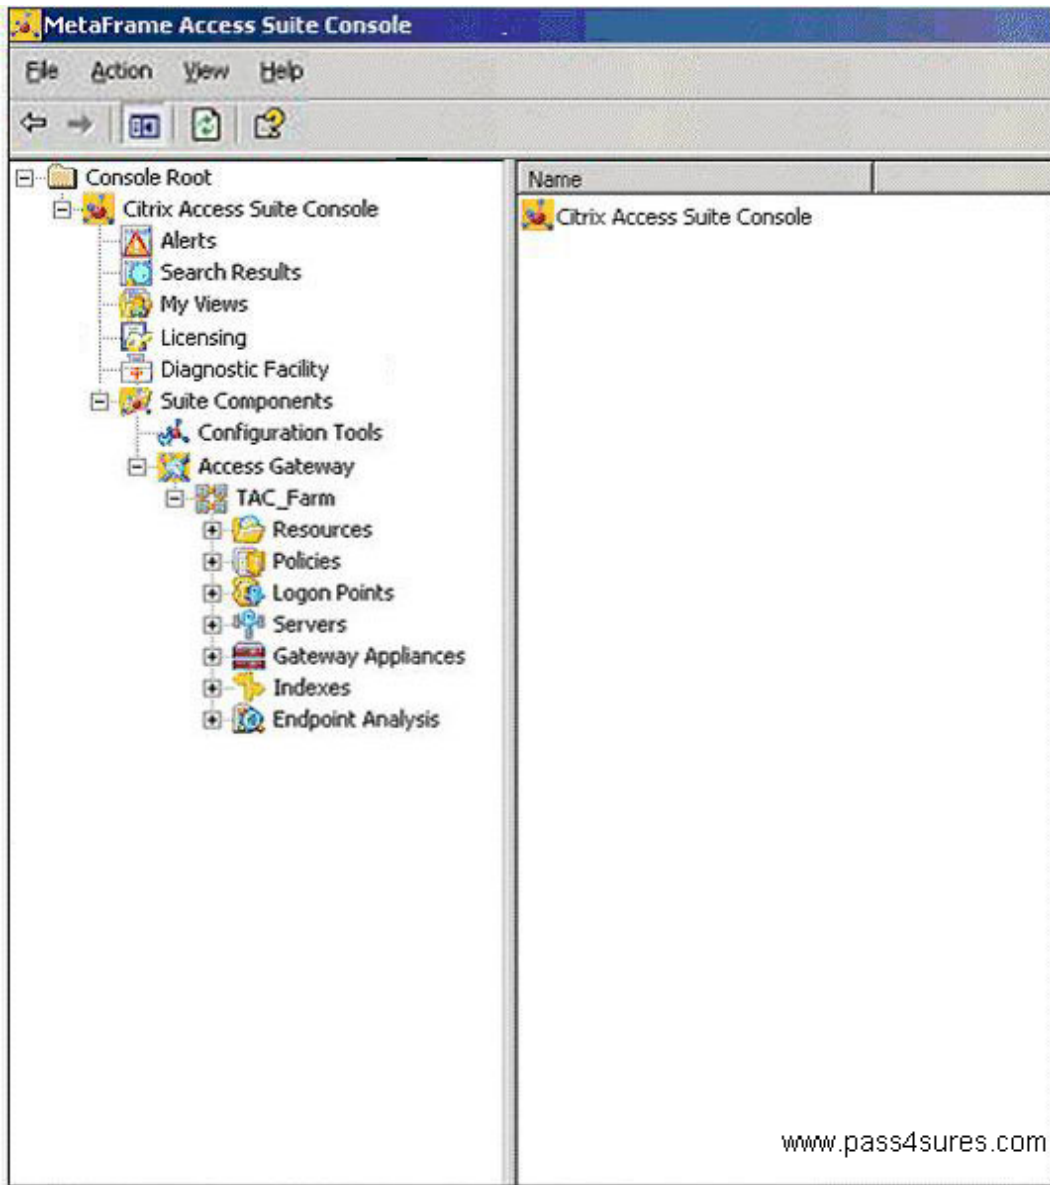 MetaFrame Access Suite Console
File Action View Help
Console Root
Citrix Access Suite Console
Alerts
Search Results
My Views
Licensing
Diagnostic Facility
Suite Components
Configuration Tools
Access Gateway
TAC_Farm
Resources
Policies
Logon Points
Servers
Gateway Appliances
Indexes
Endpoint Analysis
Name
Citrix Access Suite Console
www.pass4sures.com